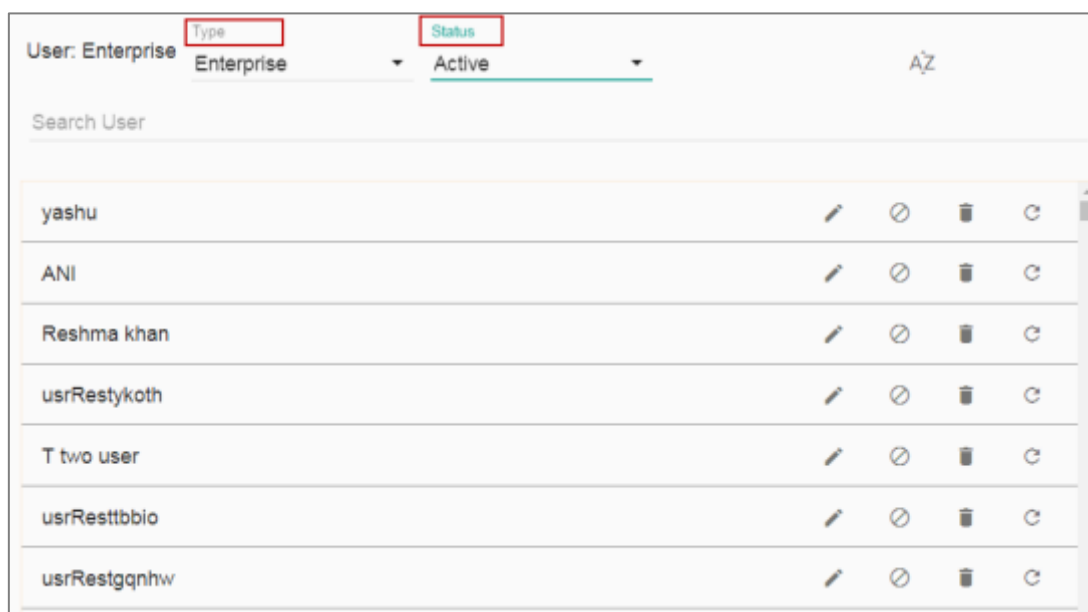 Type Status
User: Enterprise Enterprise Active AZ
Search User
yashu
ANI
Reshma khan
usrRestykoth
T two user
usrResttbbio
usrRestgqnhw